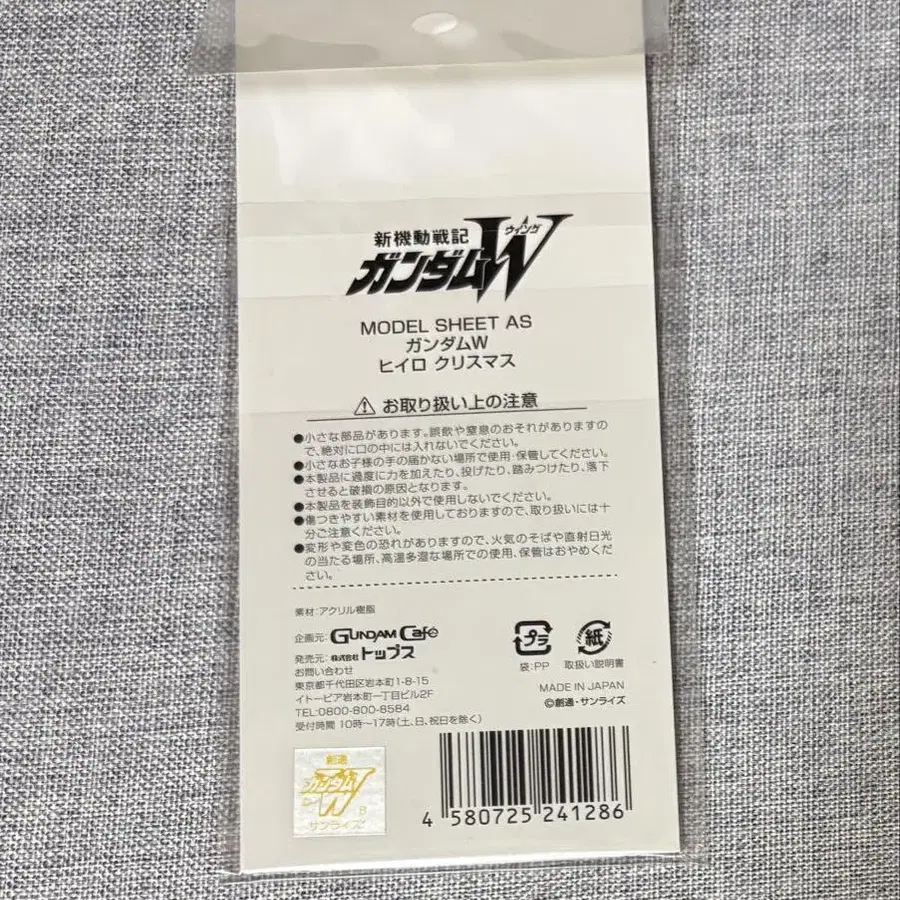 新機動戦記
ガンダムW
ウイング
MODEL SHEET AS
ガンダムW
ヒイロ クリスマス
お取り扱い上の注意
●小さな部品があります。誤飲や窒息のおそれがありますの
で、絶対に口の中には入れないでください。
●小さなお子様の手の届かない場所で使用・保管してください。
●本製品に過度に力を加えたり、投げたり、踏みつけたり、落下
させると破損の原因となります。
●本製品を装飾目的以外で使用しないでください。
●傷つきやすい素材を使用しておりますので、取り扱いには十
分ご注意ください。
●変形や変色の恐れがありますので、火気のそばや直射日光
の当たる場所、高温多湿な場所での使用、保管はおやめくだ
さい。
素材:アクリル樹脂
企画元: GUNDAM Café
発売元: 株式会社トップス
お問い合わせ
東京都千代田区岩本町1-8-15
イトーピア岩本町一丁目ビル2F
TEL:0800-800-8584
受付時間 10時〜17時(土、日、祝日を除く)
プラ
袋:PP
紙
取扱い説明書
MADE IN JAPAN
©創通・サンライズ
創通
ガンダム
W
B
サンライズ
4 580725 241286